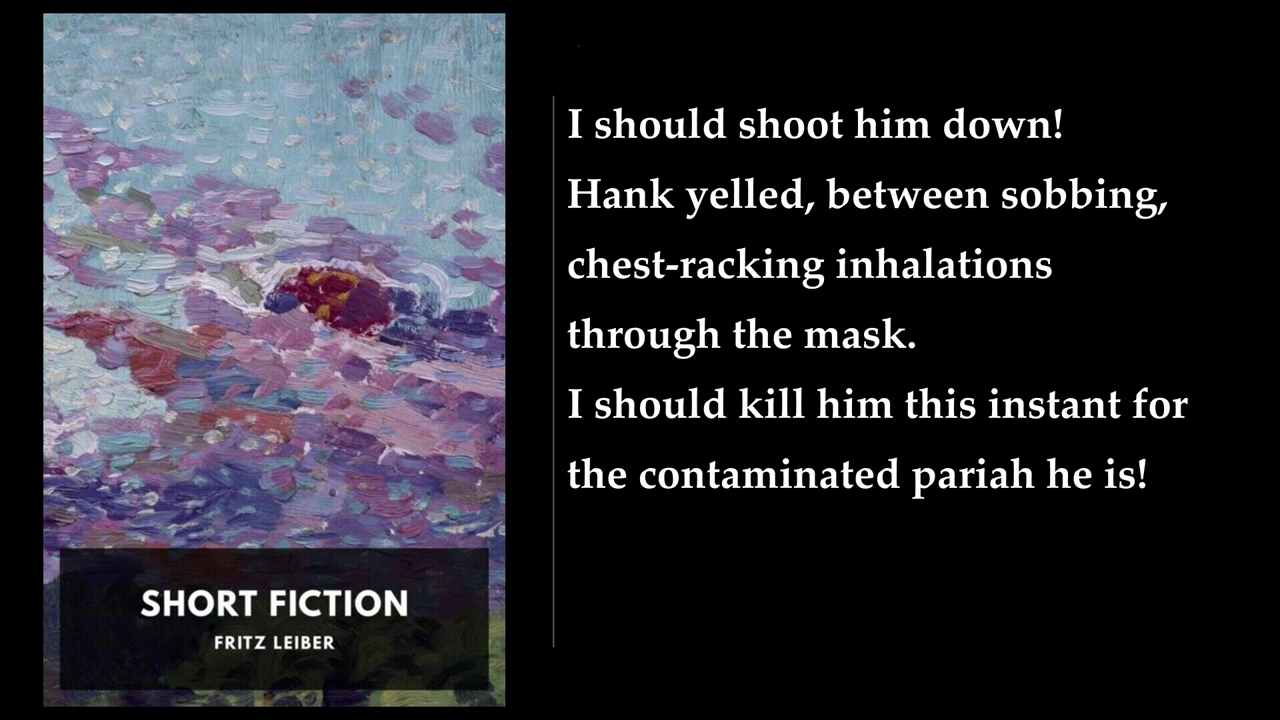 I should shoot him down!
Hank yelled, between sobbing,
chest-racking inhalations
through the mask.
I should kill him this instant for
the contaminated pariah he is!
SHORT FICTION
FRITZ LEIBER